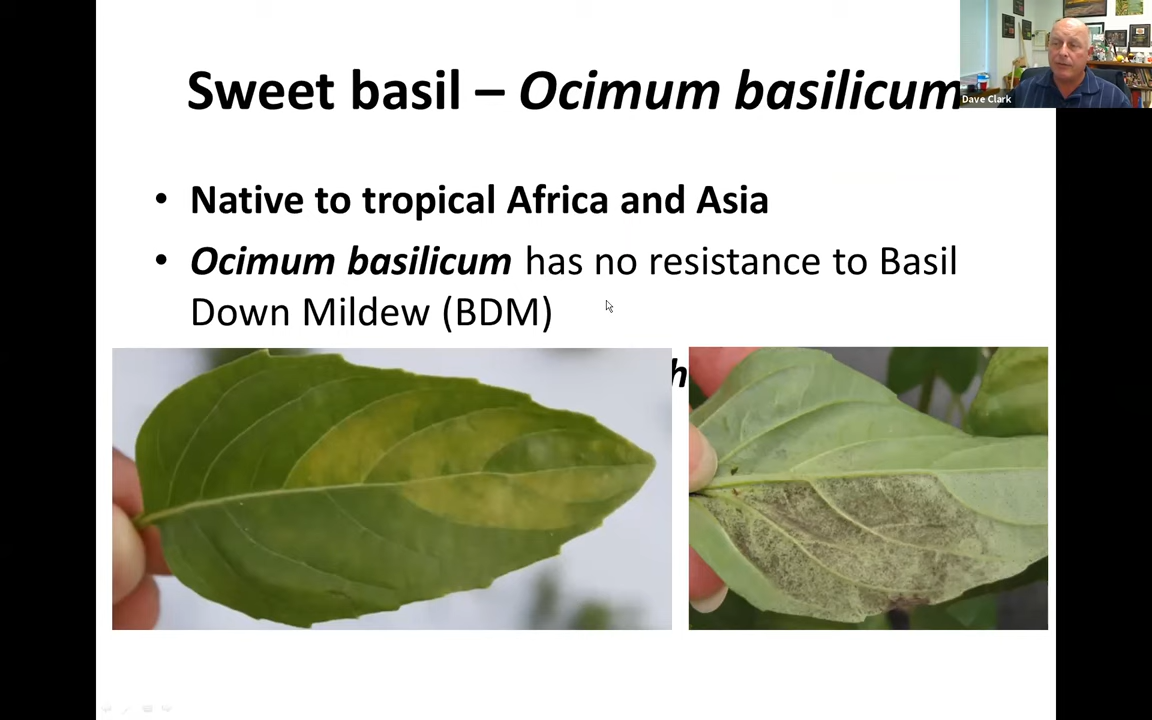 Sweet basil – Ocimum basilicum
Dave Clark
• Native to tropical Africa and Asia
• Ocimum basilicum has no resistance to Basil
Down Mildew (BDM)
h